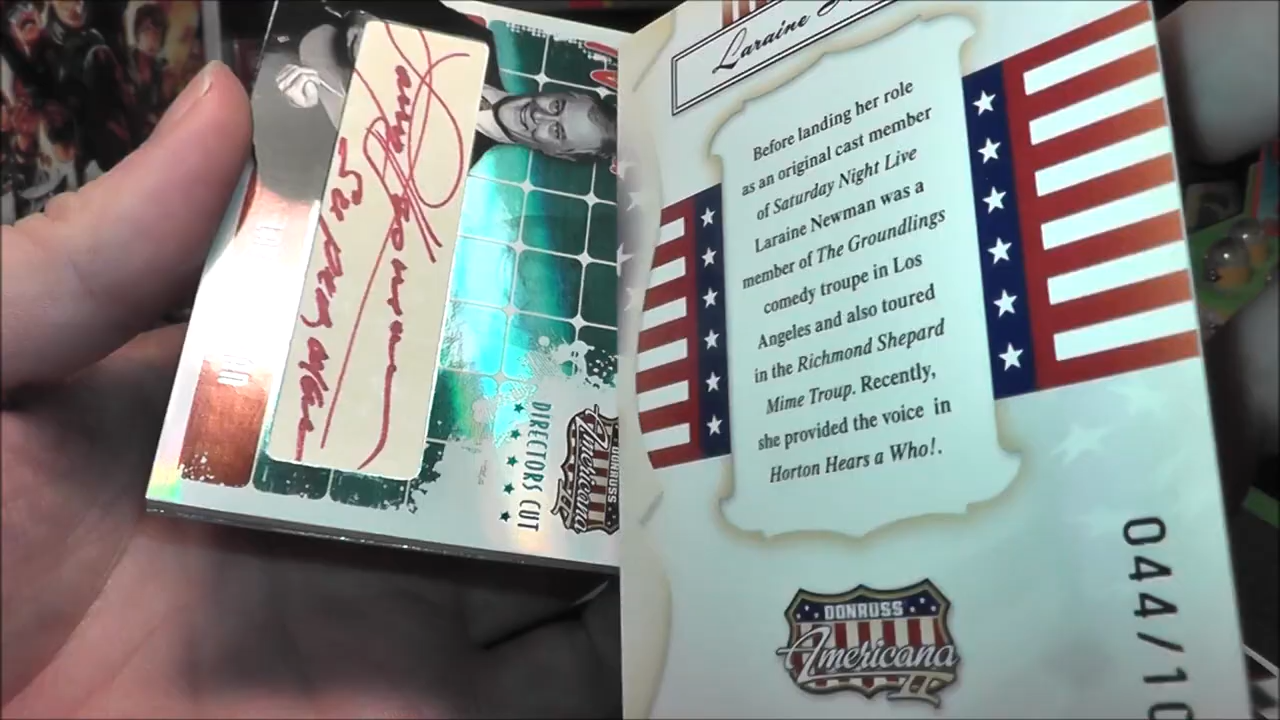 Laraine
Before landing her role
as an original cast member
of Saturday Night Live
Laraine Newman was a
member of The Groundlings
comedy troupe in Los
Angeles and also toured
in the Richmond Shepard
Mime Troup. Recently,
she provided the voice in
Horton Hears a Who!.
DONRUSS
Americana
II
044/10
DIRECTORS CUT
DONRUSS
Americana
II